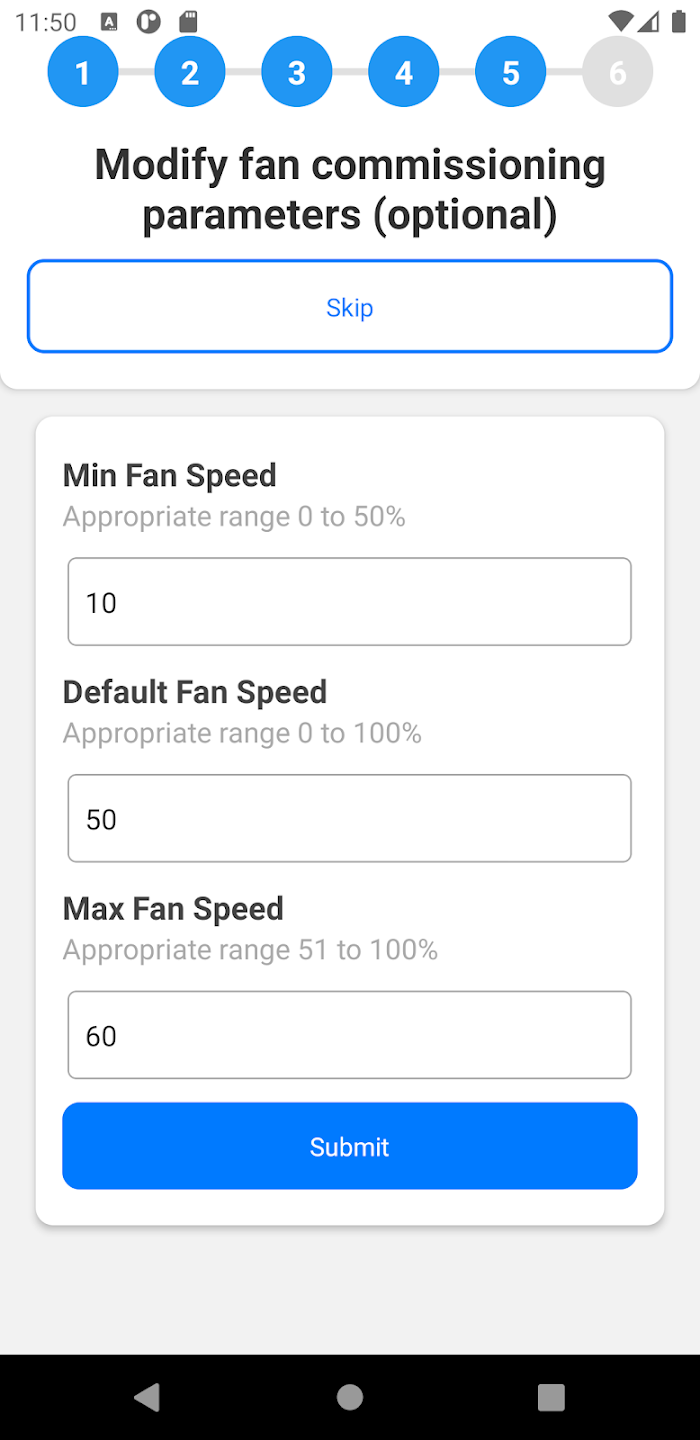 11:50
1 2 3 4 5 6
Modify fan commissioning
parameters (optional)
Skip
Min Fan Speed
Appropriate range 0 to 50%
10
Default Fan Speed
Appropriate range 0 to 100%
50
Max Fan Speed
Appropriate range 51 to 100%
60
Submit